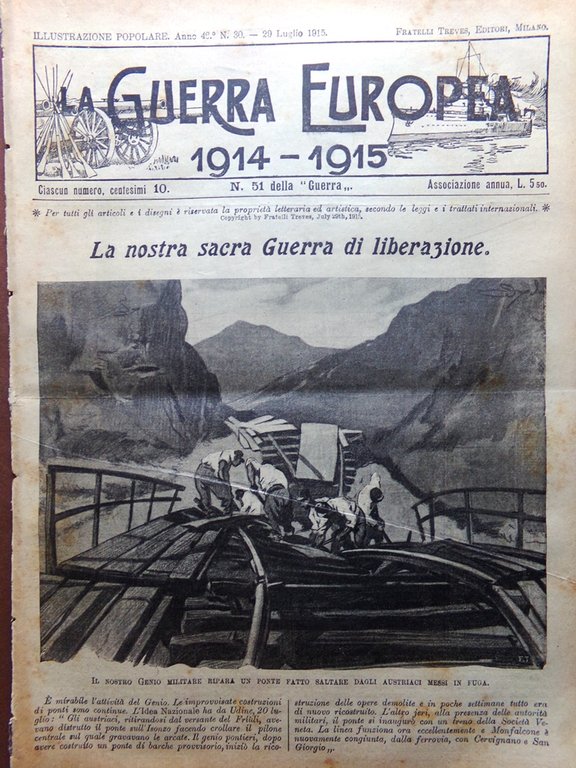 ILLUSTRAZIONE POPOLARE. Anno 42.° N. 30. — 29 Luglio 1915. FRATELLI TREVES, EDITORI, MILANO.
LA GUERRA EUROPEA
1914-1915
Ciascun numero, centesimi 10. N. 51 della "Guerra„. Associazione annua, L. 5 50.
* Per tutti gli articoli e i disegni è riservata la proprietà letteraria ed artistica, secondo le leggi e i trattati internazionali. *
Copyright by Fratelli Treves, July 29th, 1915.
La nostra sacra Guerra di liberazione.
IL NOSTRO GENIO MILITARE RIPARA UN PONTE FATTO SALTARE DAGLI AUSTRIACI MESSI IN FUGA.
È mirabile l'attività del Genio. Le improvvisate costruzioni
di ponti sono continue. L'Idea Nazionale ha da Udine, 20 lu-
glio: " Gli austriaci, ritirandosi dal versante del Friùli, ave-
vano distrutto il ponte sull'Isonzo facendo crollare il pilone
centrale sul quale gravavano le arcate. Il genio pontieri, dopo
avere costruito un ponte di barche provvisorio, iniziò la rico-
struzione delle opere demolite e in poche settimane tutto era
di nuovo ricostruito. L'altro jeri, alla presenza delle autorità
militari, il ponte si inaugurò con un treno della Società Ve-
neta. La linea funziona ora eccellentemente e Monfalcone è
nuovamente congiunta, dalla ferrovia, con Cervignano e San
Giorgio „